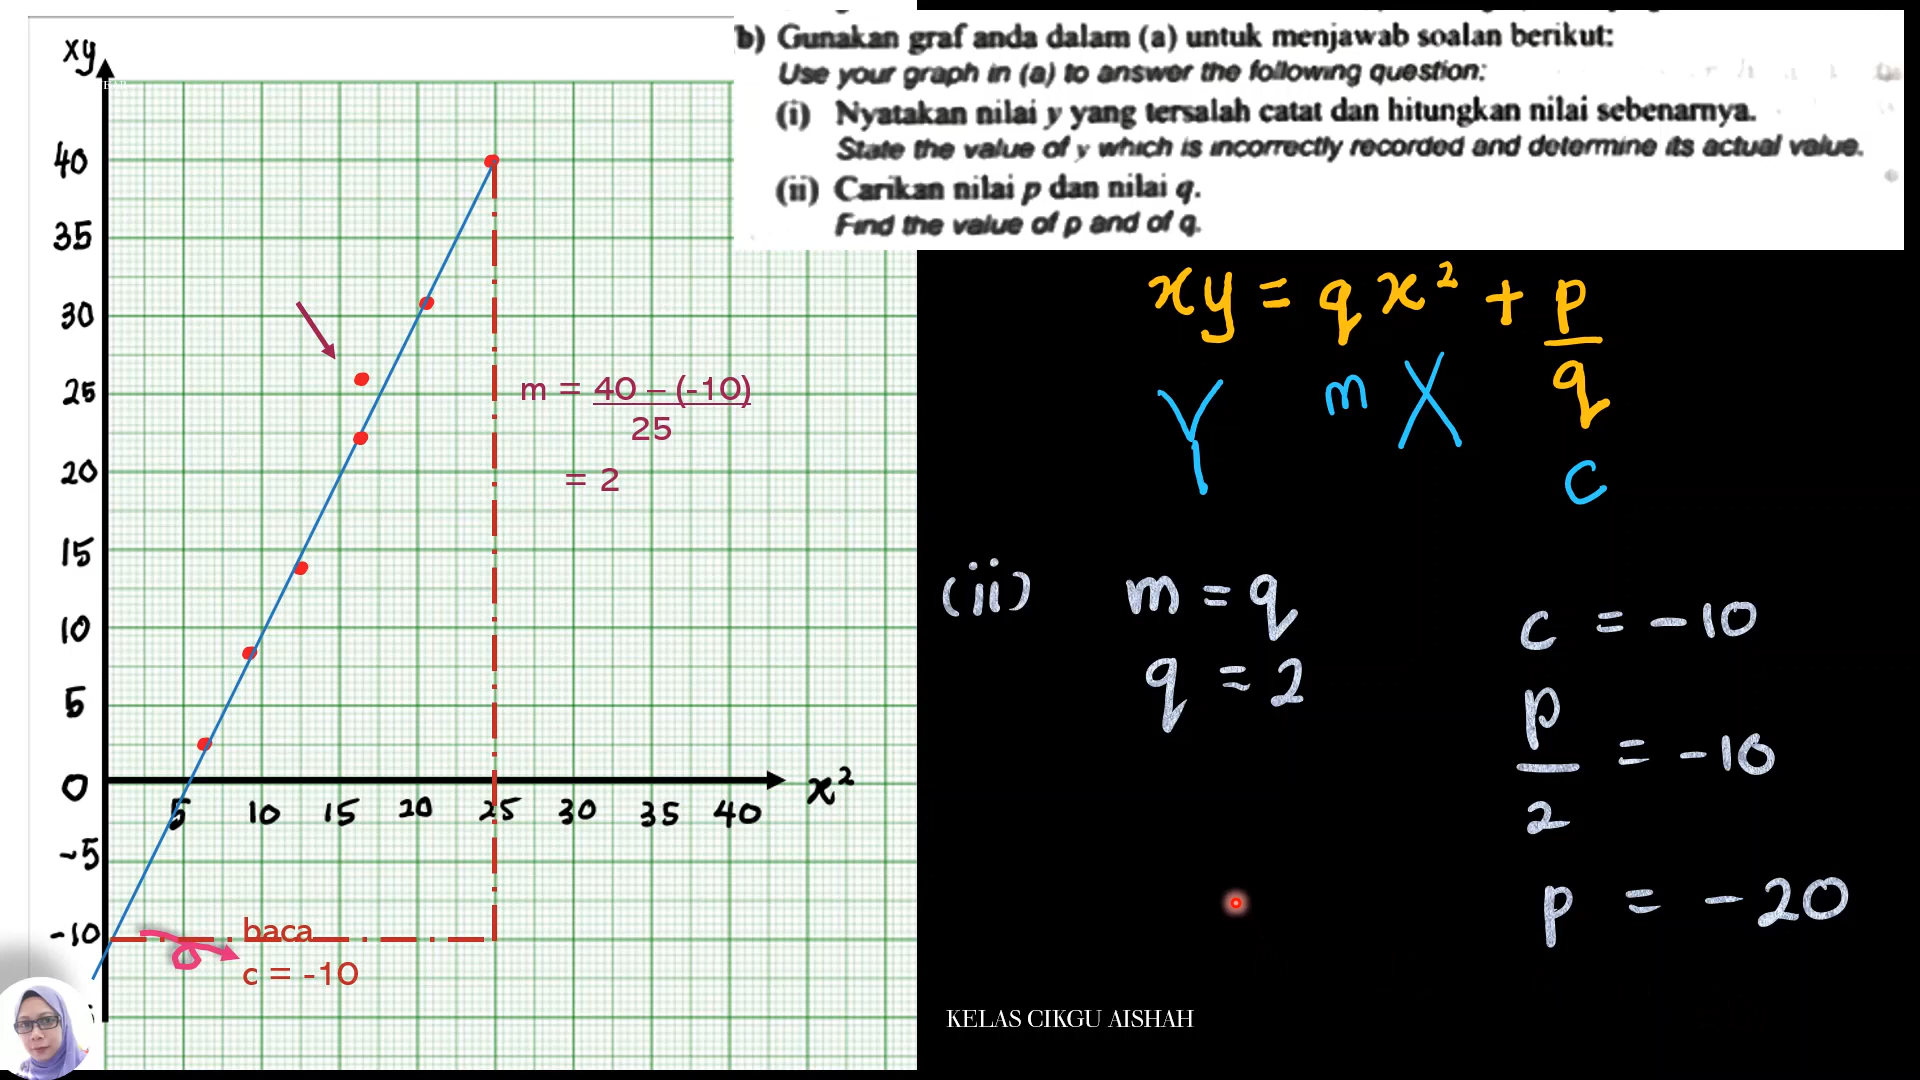 b) Gunakan graf anda dalam (a) untuk menjawab soalan berikut:
Use your graph in (a) to answer the following question:
(i) Nyatakan nilai y yang tersalah catat dan hitungkan nilai sebenarnya.
State the value of y which is incorrectly recorded and determine its actual value.
(ii) Carikan nilai p dan nilai q.
Find the value of p and of q.
xy
40
35
30
25
20
15
10
5
0
-5
-10
5 10 15 20 25 30 35 40
x²
m = 40 – (-10)
25
= 2
baca
c = -10
xy = qx² + p
q
Y m X
c
(ii) m = q
q = 2
c = -10
p
2
= -10
p = -20
KELAS CIKGU AISHAH